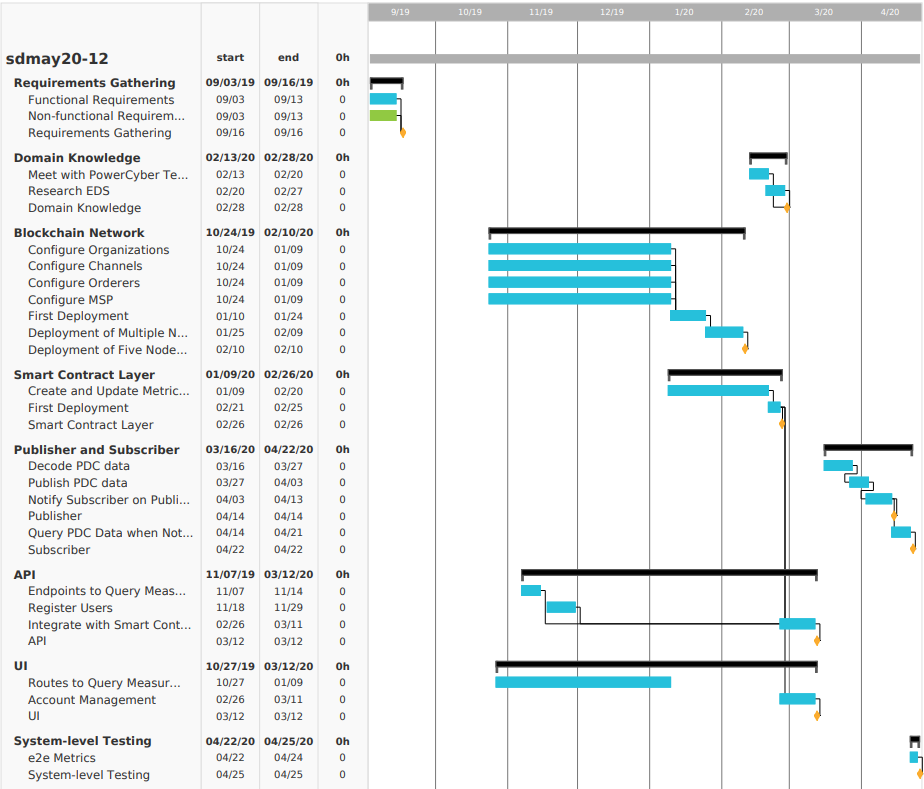 9/19 10/19 11/19 12/19 1/20 2/20 3/20 4/20
sdmay20-12 start end 0h
Requirements Gathering 09/03/19 09/16/19 0h
Functional Requirements 09/03 09/13 0
Non-functional Requirem... 09/03 09/13 0
Requirements Gathering 09/16 09/16 0
Domain Knowledge 02/13/20 02/28/20 0h
Meet with PowerCyber Te... 02/13 02/20 0
Research EDS 02/20 02/27 0
Domain Knowledge 02/28 02/28 0
Blockchain Network 10/24/19 02/10/20 0h
Configure Organizations 10/24 01/09 0
Configure Channels 10/24 01/09 0
Configure Orderers 10/24 01/09 0
Configure MSP 10/24 01/09 0
First Deployment 01/10 01/24 0
Deployment of Multiple N... 01/25 02/09 0
Deployment of Five Node... 02/10 02/10 0
Smart Contract Layer 01/09/20 02/26/20 0h
Create and Update Metric... 01/09 02/20 0
First Deployment 02/21 02/25 0
Smart Contract Layer 02/26 02/26 0
Publisher and Subscriber 03/16/20 04/22/20 0h
Decode PDC data 03/16 03/27 0
Publish PDC data 03/27 04/03 0
Notify Subscriber on Publi... 04/03 04/13 0
Publisher 04/14 04/14 0
Query PDC Data when Not... 04/14 04/21 0
Subscriber 04/22 04/22 0
API 11/07/19 03/12/20 0h
Endpoints to Query Meas... 11/07 11/14 0
Register Users 11/18 11/29 0
Integrate with Smart Cont... 02/26 03/11 0
API 03/12 03/12 0
UI 10/27/19 03/12/20 0h
Routes to Query Measur... 10/27 01/09 0
Account Management 02/26 03/11 0
UI 03/12 03/12 0
System-level Testing 04/22/20 04/25/20 0h
e2e Metrics 04/22 04/24 0
System-level Testing 04/25 04/25 0